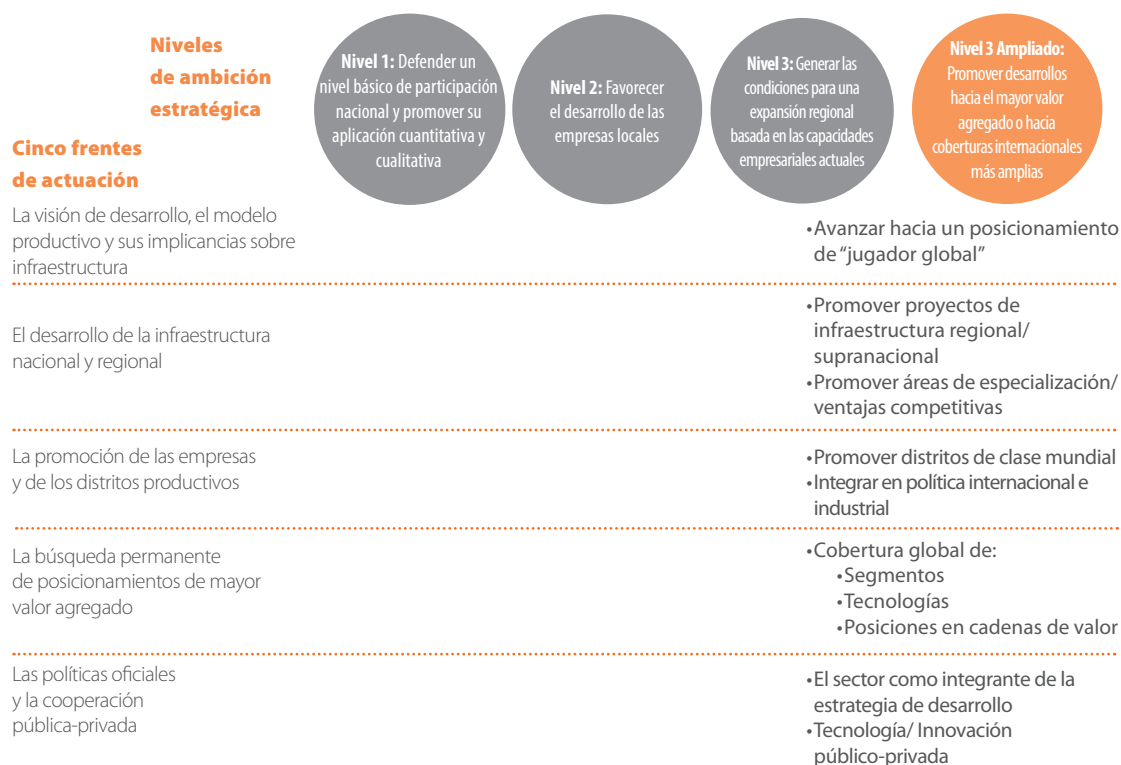 Niveles
de ambición
estratégica
Nivel 1: Defender un
nivel básico de participación
nacional y promover su
aplicación cuantitativa y
cualitativa
Nivel 2: Favorecer
el desarrollo de las
empresas locales
Nivel 3: Generar las
condiciones para una
expansión regional
basada en las capacidades
empresariales actuales
Nivel 3 Ampliado:
Promover desarrollos
hacia el mayor valor
agregado o hacia
coberturas internacionales
más amplias
Cinco frentes
de actuación
La visión de desarrollo, el modelo
productivo y sus implicancias sobre
infraestructura
•Avanzar hacia un posicionamiento
de “jugador global”
El desarrollo de la infraestructura
nacional y regional
•Promover proyectos de
infraestructura regional/
supranacional
•Promover áreas de especialización/
ventajas competitivas
La promoción de las empresas
y de los distritos productivos
•Promover distritos de clase mundial
•Integrar en política internacional e
industrial
La búsqueda permanente
de posicionamientos de mayor
valor agregado
•Cobertura global de:
•Segmentos
•Tecnologías
•Posiciones en cadenas de valor
Las políticas oficiales
y la cooperación
pública-privada
•El sector como integrante de la
estrategia de desarrollo
•Tecnología/ Innovación
público-privada